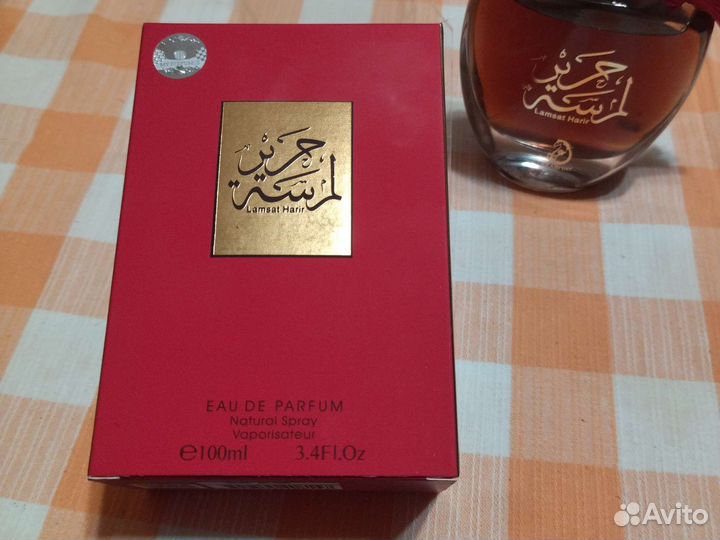 لمسة حرير
Lamsat Harir
EAU DE PARFUM
Natural Spray
Vaporisateur
℮100ml 3.4Fl.Oz
لمسة حرير
Lamsat Harir
Avito